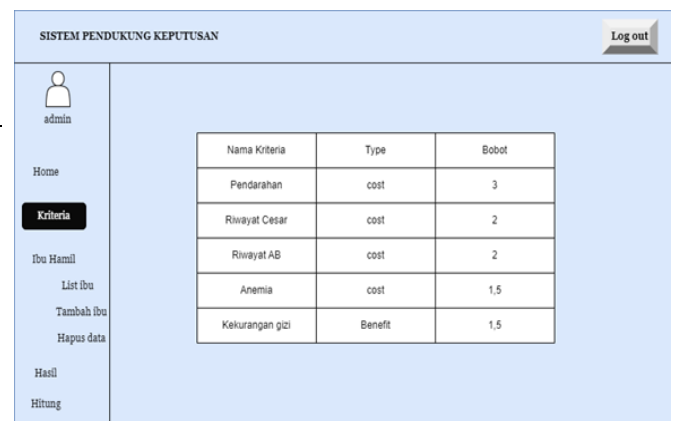 SISTEM PENDUKUNG KEPUTUSAN
Log out
admin
Home
Kriteria
Ibu Hamil
List ibu
Tambah ibu
Hapus data
Hasil
Hitung
Nama Kriteria Type Bobot
Pendarahan cost 3
Riwayat Cesar cost 2
Riwayat AB cost 2
Anemia cost 1,5
Kekurangan gizi Benefit 1,5